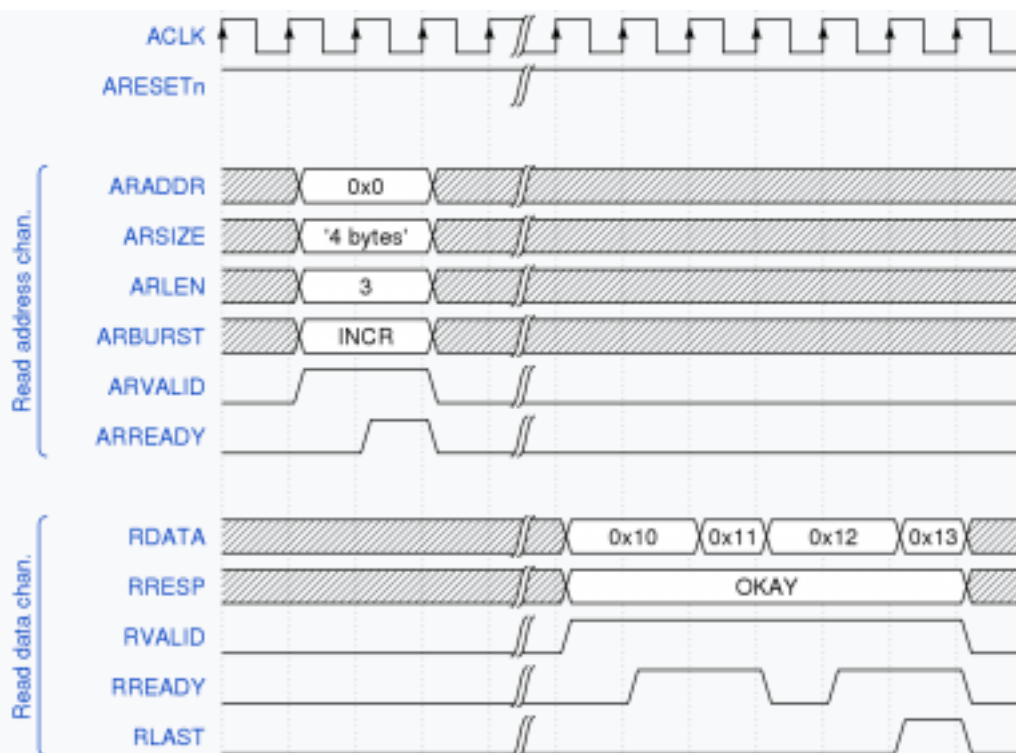 ACLK
ARESETn
Read address chan.
ARADDR 0x0
ARSIZE '4 bytes'
ARLEN 3
ARBURST INCR
ARVALID
ARREADY
Read data chan.
RDATA 0x10 0x11 0x12 0x13
RRESP OKAY
RVALID
RREADY
RLAST